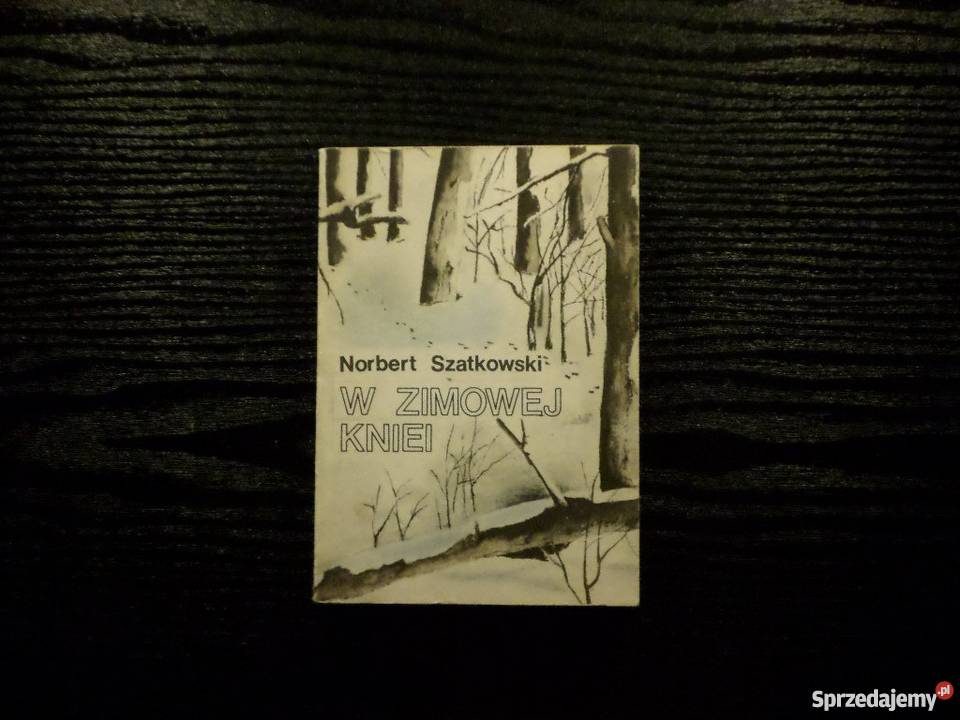 Norbert Szatkowski
W ZIMOWEJ
KNIEI
Sprzedajemy.pl